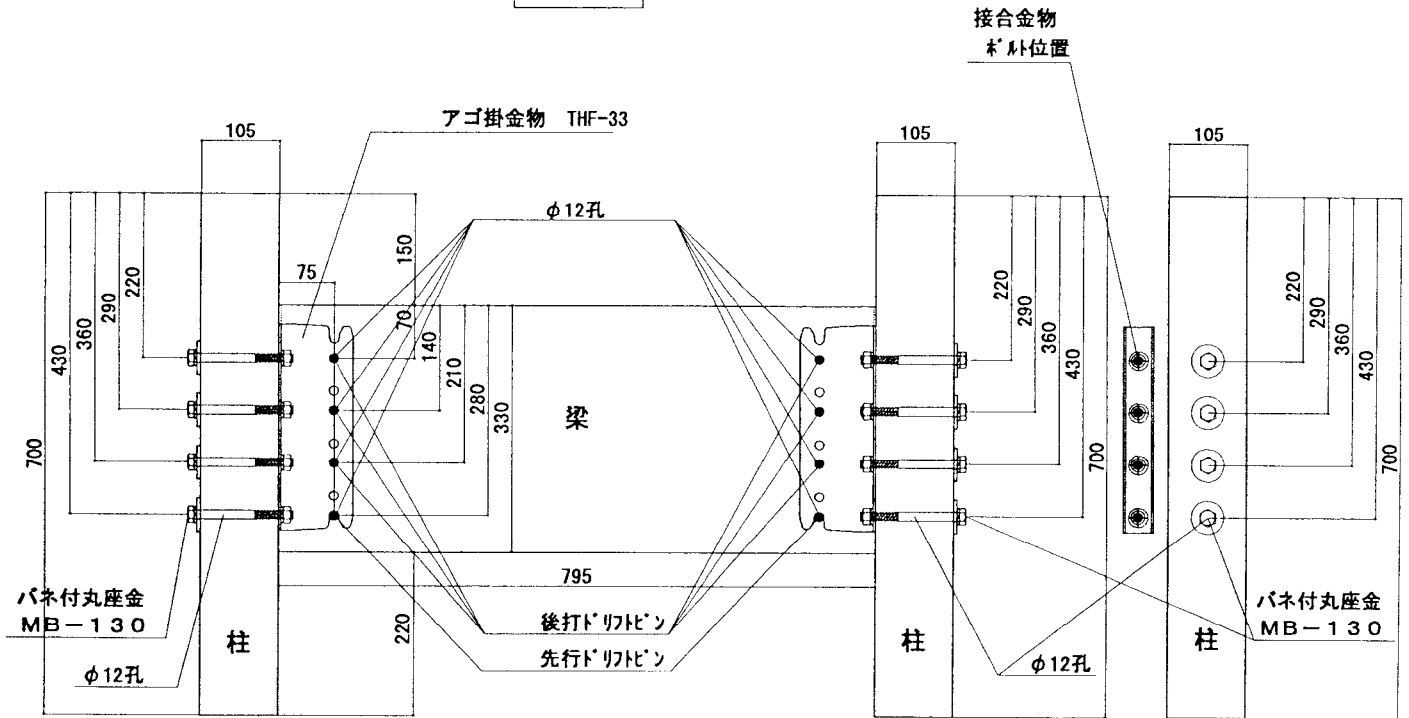 接合金物
ボルト位置
アゴ掛金物 THF-33
105
105
105
φ12孔
75
150
220
290
360
430
700
70
140
210
280
330
梁
220
290
360
430
700
220
290
360
430
700
795
220
バネ付丸座金
MB-130
柱
φ12孔
後打ドリフトピン
先行ドリフトピン
柱
φ12孔
柱
バネ付丸座金
MB-130